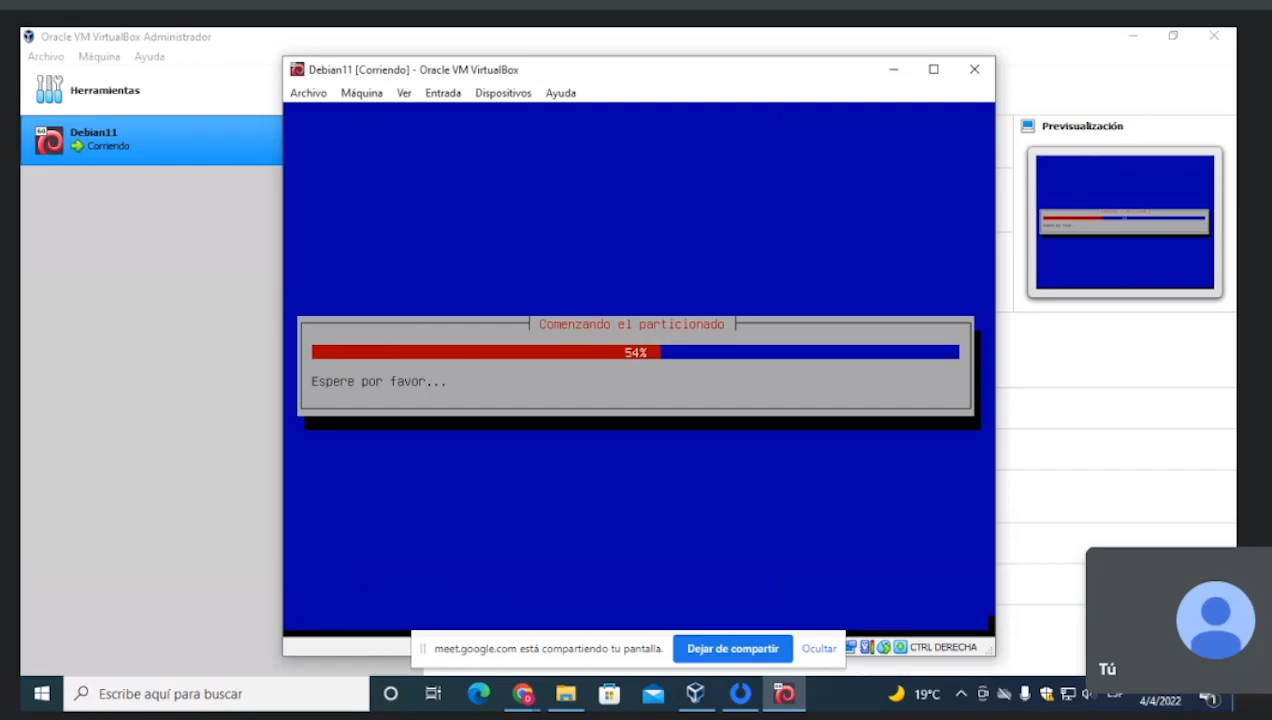 Oracle VM VirtualBox Administrador
Archivo Máquina Ayuda
Herramientas
64
Debian11
Corriendo
Debian11 [Corriendo] - Oracle VM VirtualBox
Archivo Máquina Ver Entrada Dispositivos Ayuda
Previsualización
Comenzando el particionado
54%
Espere por favor...
meet.google.com está compartiendo tu pantalla.
Dejar de compartir
Ocultar
CTRL DERECHA
Tú
Escribe aquí para buscar
19°C
4/4/2022
1